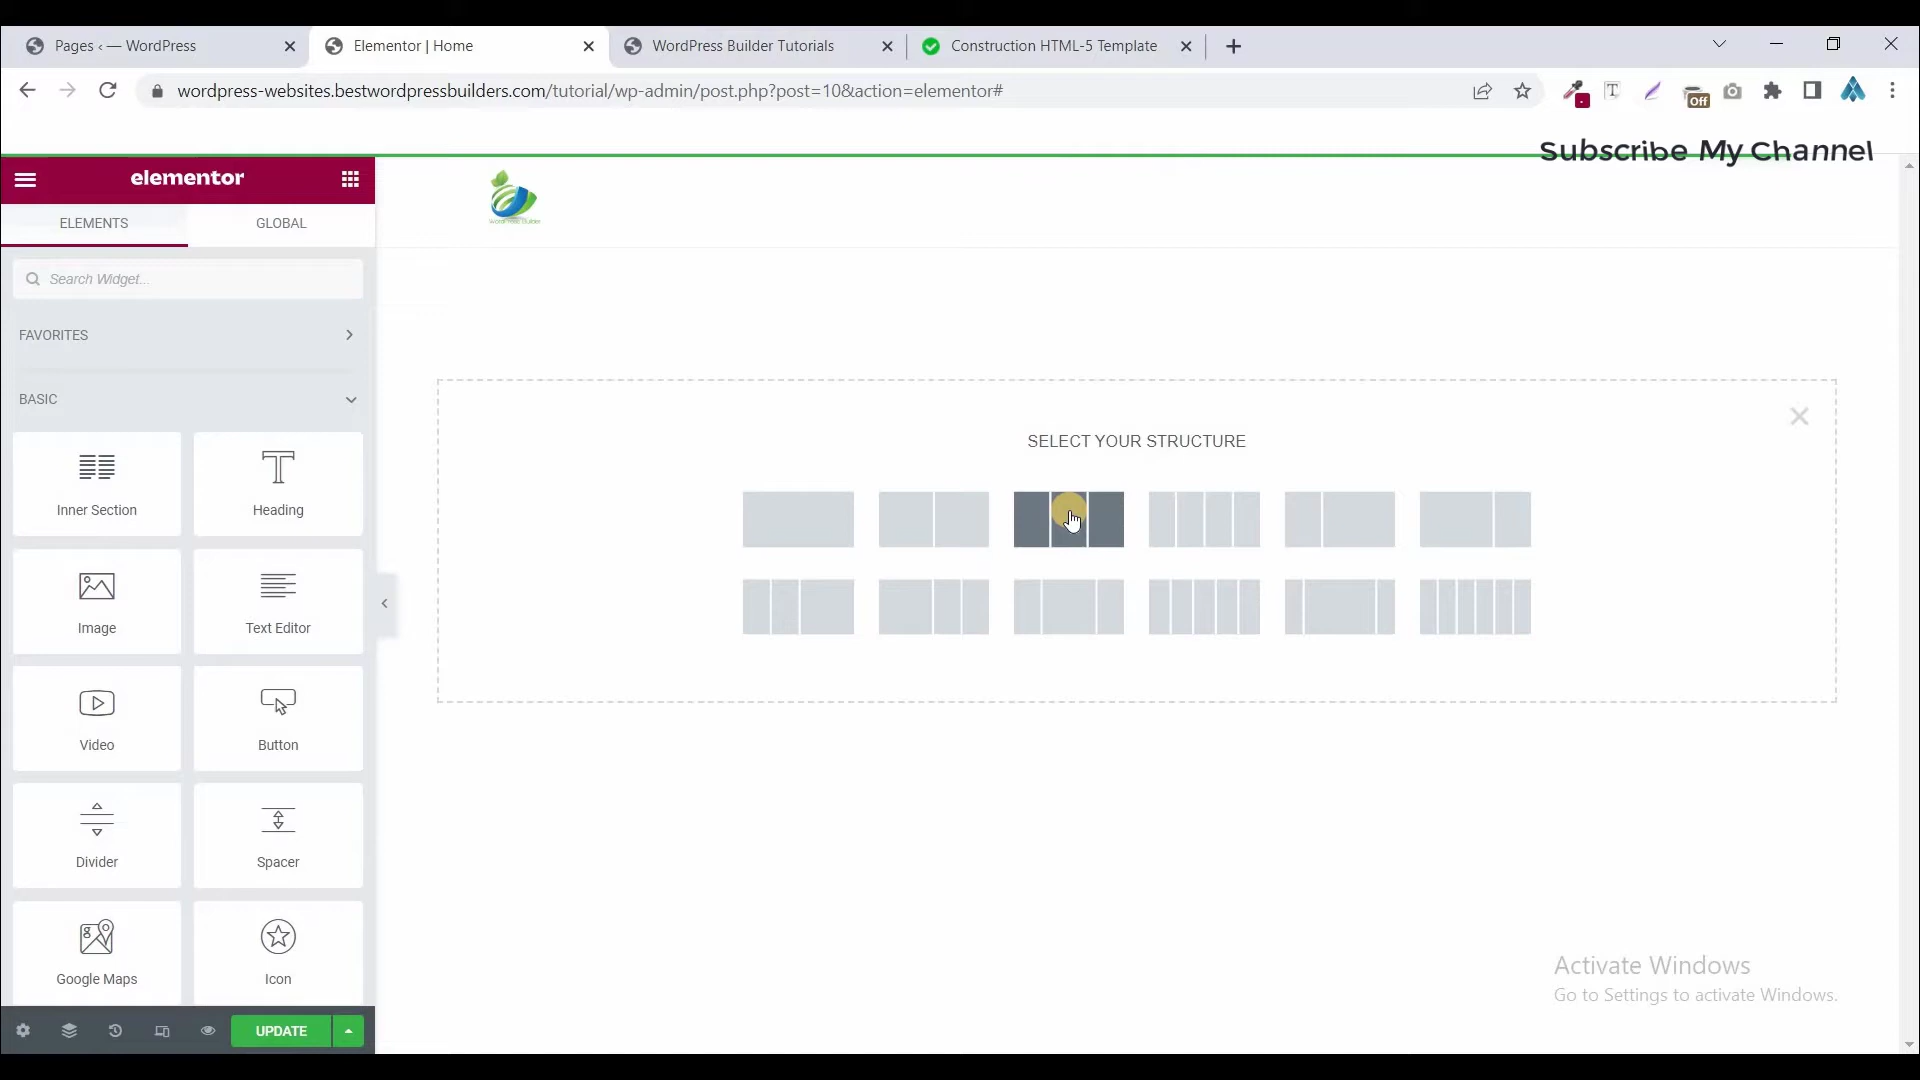 Pages ‹ — WordPress
Elementor | Home
WordPress Builder Tutorials
Construction HTML-5 Template
wordpress-websites.bestwordpressbuilders.com/tutorial/wp-admin/post.php?post=10&action=elementor#
Off
Subscribe My Channel
elementor
ELEMENTS
GLOBAL
Search Widget...
FAVORITES
BASIC
SELECT YOUR STRUCTURE
Inner Section
Heading
Image
Text Editor
Video
Button
Divider
Spacer
Google Maps
Icon
Activate Windows
Go to Settings to activate Windows.
UPDATE